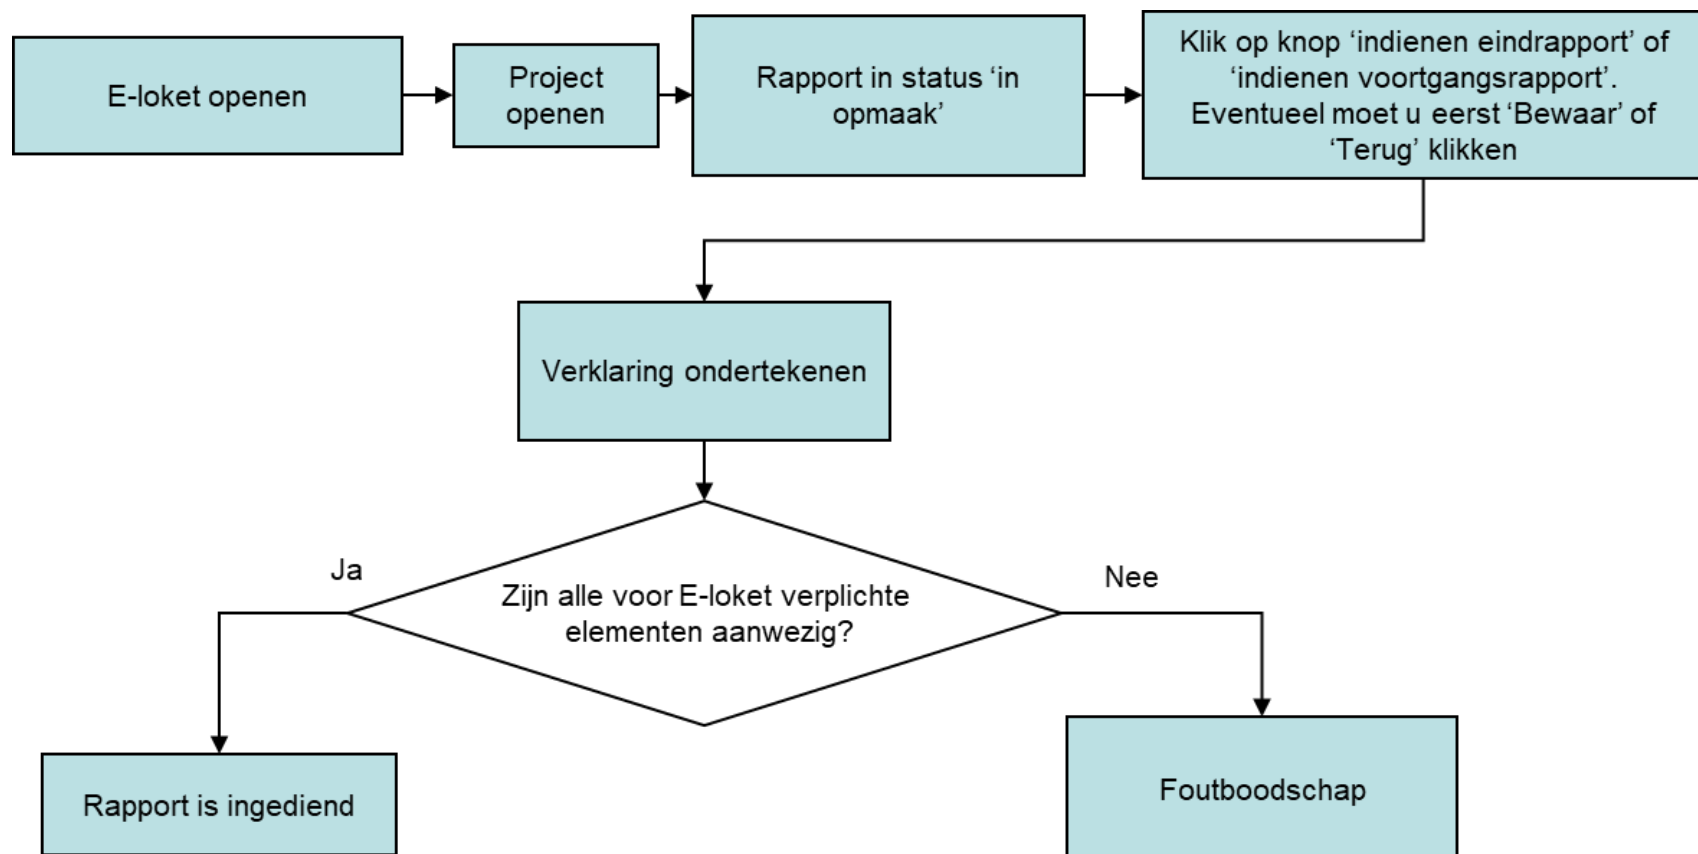 E-loket openen
Project
openen
Rapport in status ‘in
opmaak’
Klik op knop ‘indienen eindrapport’ of
‘indienen voortgangsrapport’.
Eventueel moet u eerst ‘Bewaar’ of
‘Terug’ klikken
Verklaring ondertekenen
Ja
Nee
Zijn alle voor E-loket verplichte
elementen aanwezig?
Rapport is ingediend
Foutboodschap